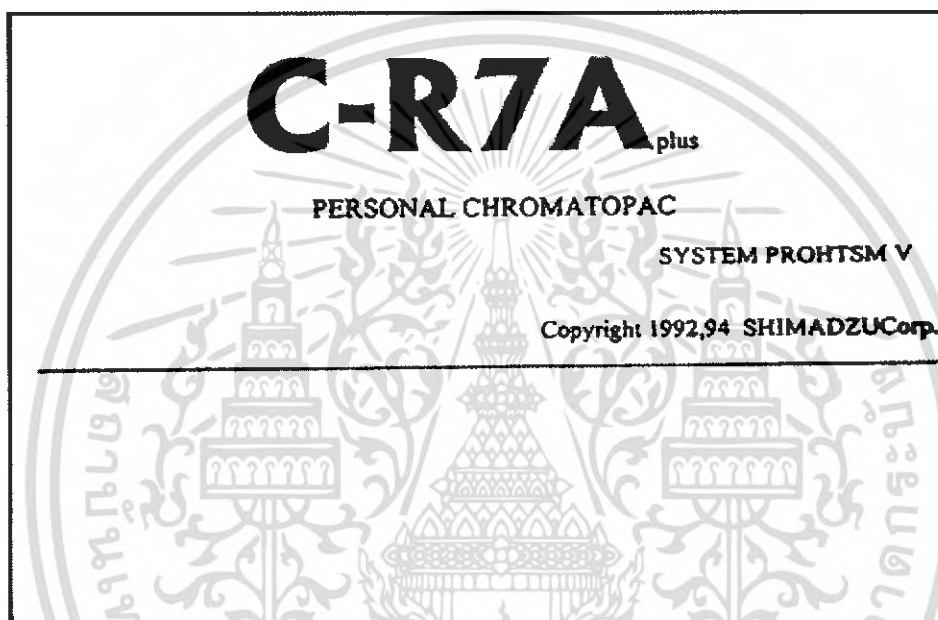 C-R7A plus
PERSONAL CHROMATOPAC
SYSTEM PROHTSM V
Copyright 1992,94 SHIMADZUCorp.